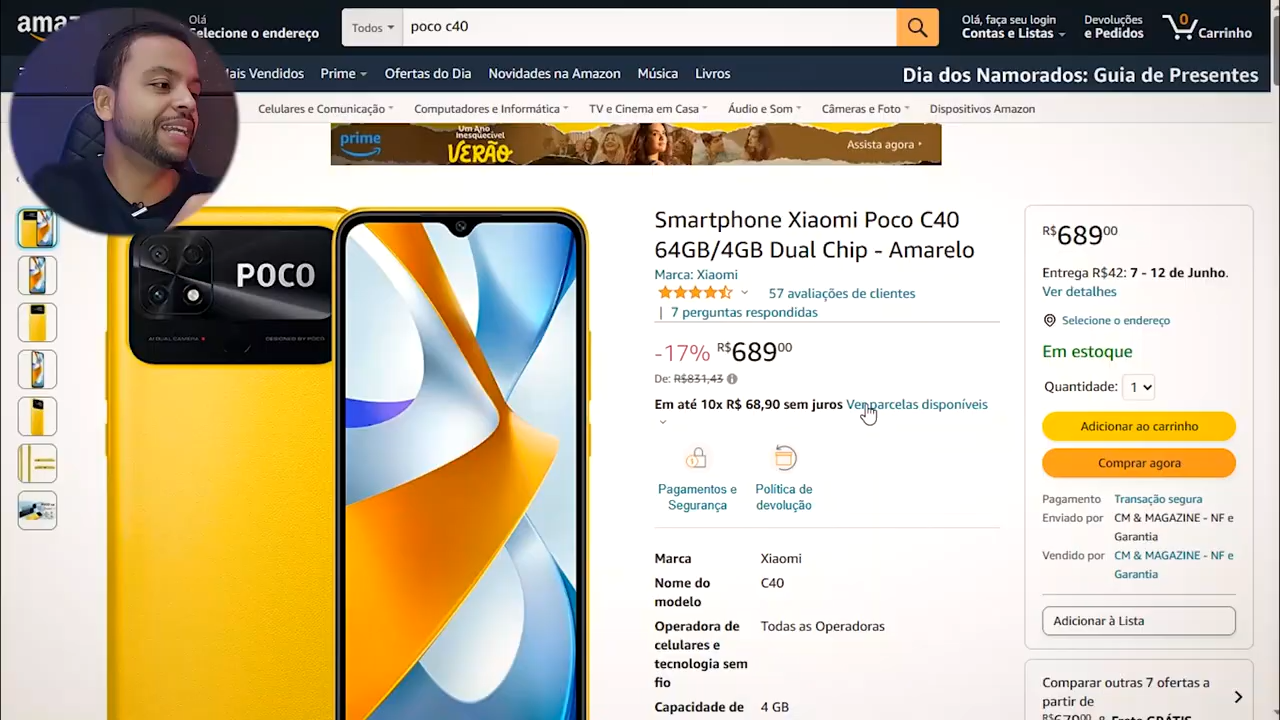 amaz
Olá
Selecione o endereço
Todos
poco c40
Olá, faça seu login
Contas e Listas
Devoluções
e Pedidos
0
Carrinho
Mais Vendidos
Prime
Ofertas do Dia
Novidades na Amazon
Música
Livros
Dia dos Namorados: Guia de Presentes
Celulares e Comunicação
Computadores e Informática
TV e Cinema em Casa
Áudio e Som
Câmeras e Foto
Dispositivos Amazon
prime
Um Ano
Inesquecível
VERÃO
Assista agora
POCO
AI DUAL CAMERA
DESIGNED BY POCO
Smartphone Xiaomi Poco C40
64GB/4GB Dual Chip - Amarelo
Marca: Xiaomi
57 avaliações de clientes
| 7 perguntas respondidas
-17% R$68900
De: R$831,43
Em até 10x R$ 68,90 sem juros Ver parcelas disponíveis
Pagamentos e
Segurança
Política de
devolução
Marca Xiaomi
Nome do
modelo
C40
Operadora de
celulares e
tecnologia sem
fio
Todas as Operadoras
Capacidade de 4 GB
R$68900
Entrega R$42: 7 - 12 de Junho.
Ver detalhes
Selecione o endereço
Em estoque
Quantidade: 1
Adicionar ao carrinho
Comprar agora
Pagamento Transação segura
Enviado por CM & MAGAZINE - NF e
Garantia
Vendido por CM & MAGAZINE - NF e
Garantia
Adicionar à Lista
Comparar outras 7 ofertas a
partir de